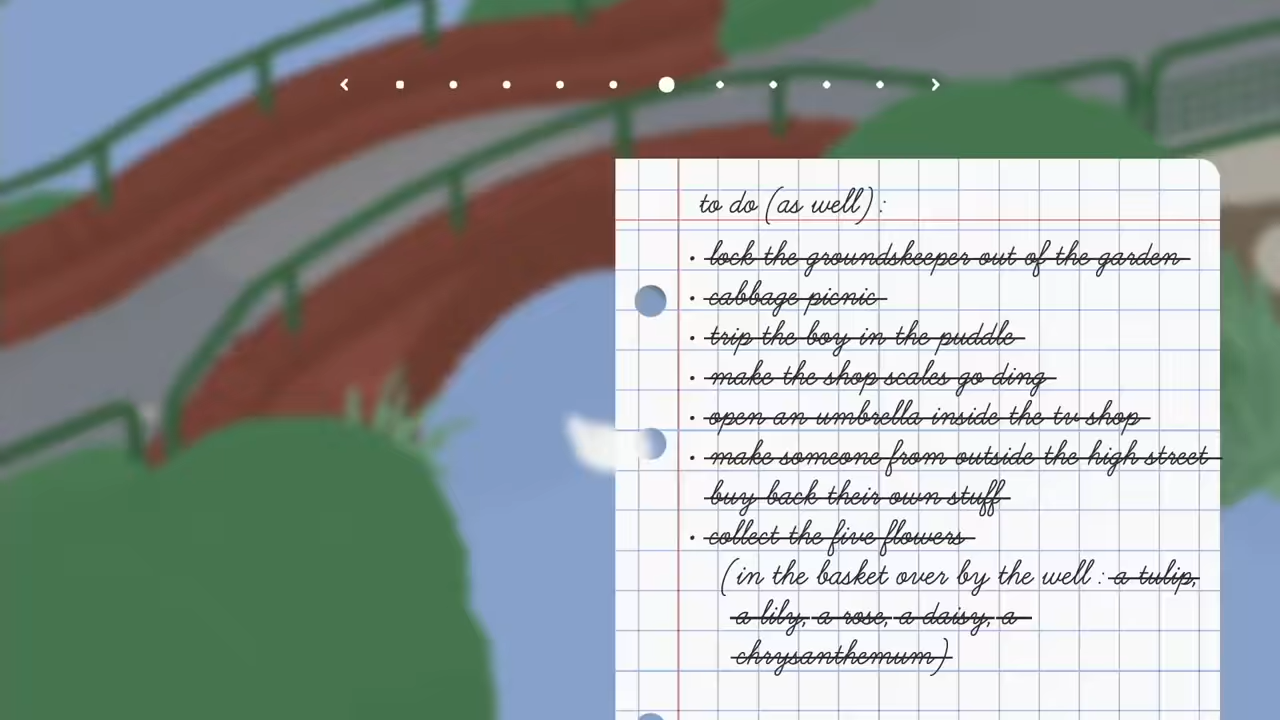 to do (as well) :
• lock the groundskeeper out of the garden
• cabbage picnic
• trip the boy in the puddle
• make the shop scales go ding
• open an umbrella inside the tv shop
• make someone from outside the high street
buy back their own stuff
• collect the five flowers
(in the basket over by the well : a tulip,
a lily, a rose, a daisy, a
chrysanthemum)